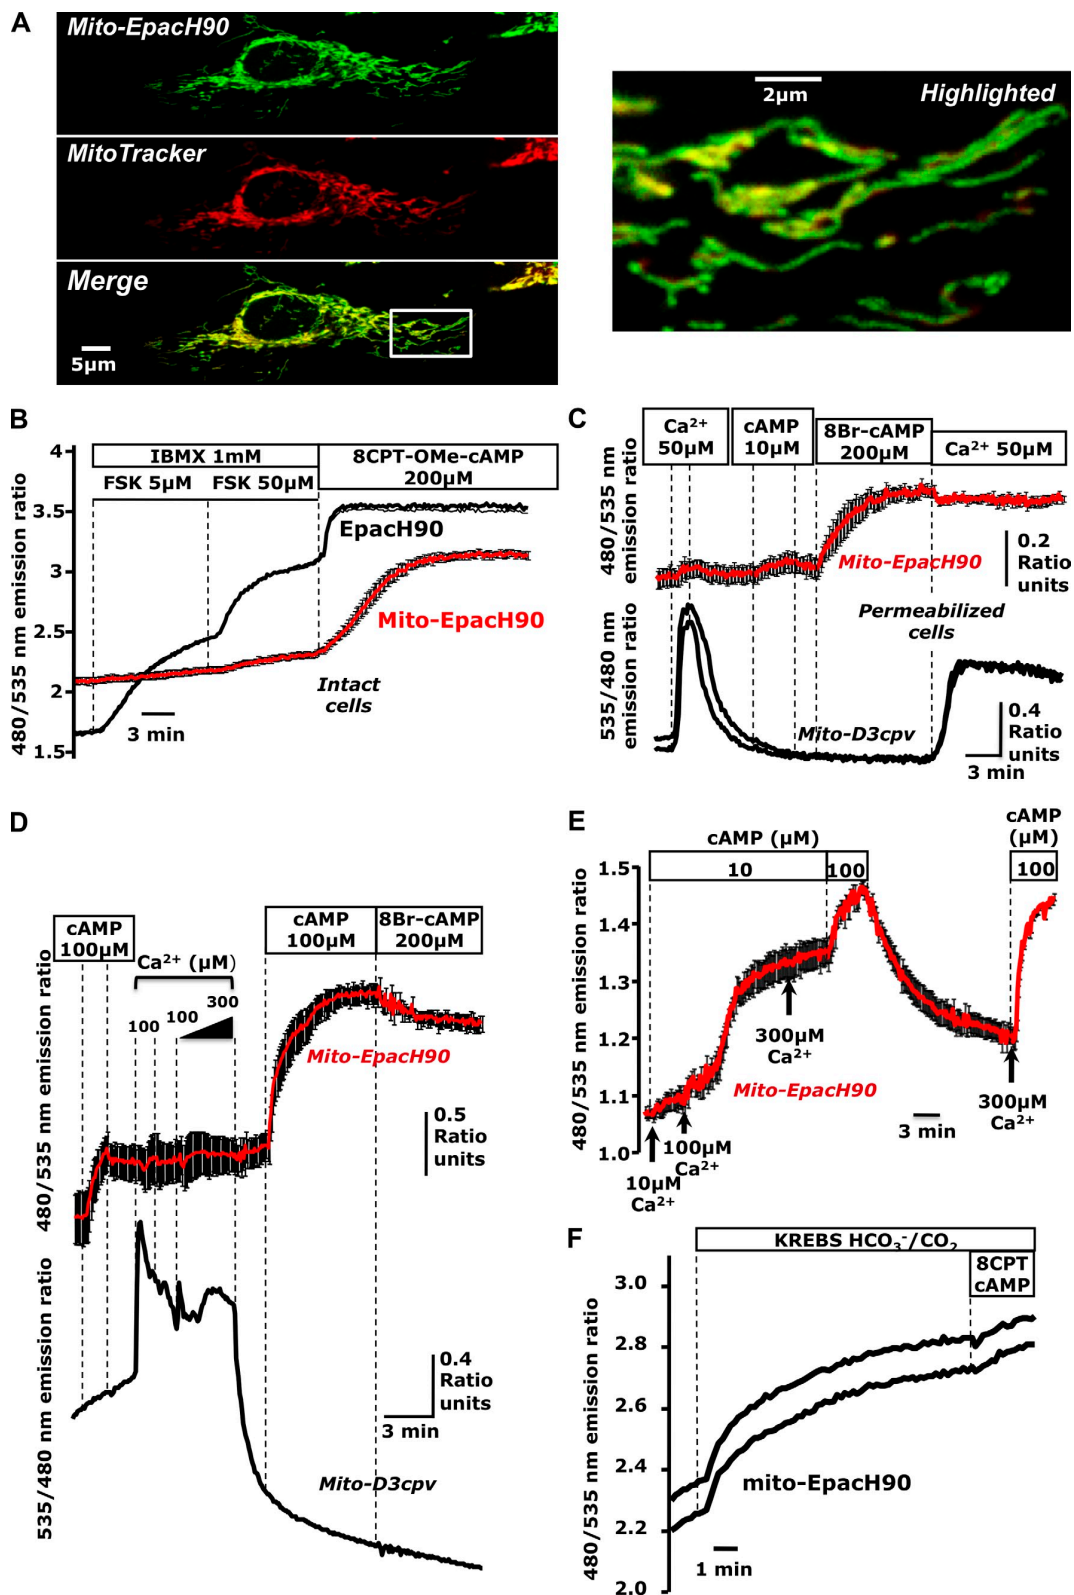 A
Mito-EpacH90
MitoTracker
Merge
5μm
2μm
Highlighted
B
480/535 nm emission ratio
4
3.5
3
2.5
2
1.5
IBMX 1mM
FSK 5μM
FSK 50μM
8CPT-OMe-cAMP
200μM
EpacH90
Mito-EpacH90
Intact
cells
3 min
C
480/535 nm
emission ratio
535/480 nm
emission ratio
Ca²⁺
50μM
cAMP
10μM
8Br-cAMP
200μM
Ca²⁺ 50μM
Mito-EpacH90
0.2
Ratio
units
Permeabilized
cells
Mito-D3cpv
0.4
Ratio
units
3 min
D
480/535 nm emission ratio
535/480 nm emission ratio
cAMP
100μM
Ca²⁺ (μM)
100
100
300
cAMP
100μM
8Br-cAMP
200μM
Mito-EpacH90
0.5
Ratio
units
0.4
Ratio
units
3 min
Mito-D3cpv
E
480/535 nm emission ratio
1.5
1.4
1.3
1.2
1.1
1.0
cAMP (μM)
10
100
cAMP
(μM)
100
300μM
Ca²⁺
Mito-EpacH90
100μM
Ca²⁺
10μM
Ca²⁺
3 min
300μM
Ca²⁺
F
480/535 nm emission ratio
3.0
2.8
2.6
2.4
2.2
2.0
KREBS HCO₃⁻/CO₂
8CPT
cAMP
mito-EpacH90
1 min